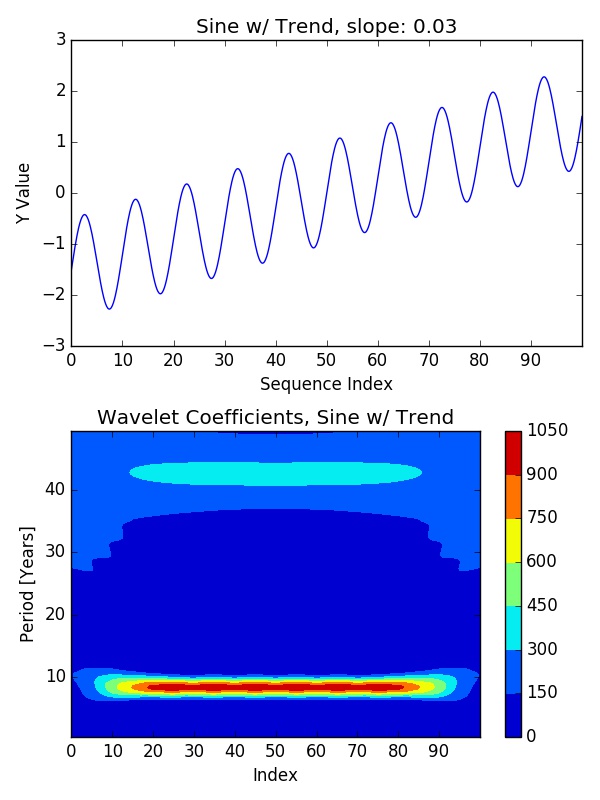 Sine w/ Trend, slope: 0.03
3
2
1
0
−1
−2
−3
Y Value
0 10 20 30 40 50 60 70 80 90
Sequence Index
Wavelet Coefficients, Sine w/ Trend
40
30
20
10
Period [Years]
0 10 20 30 40 50 60 70 80 90
Index
1050
900
750
600
450
300
150
0